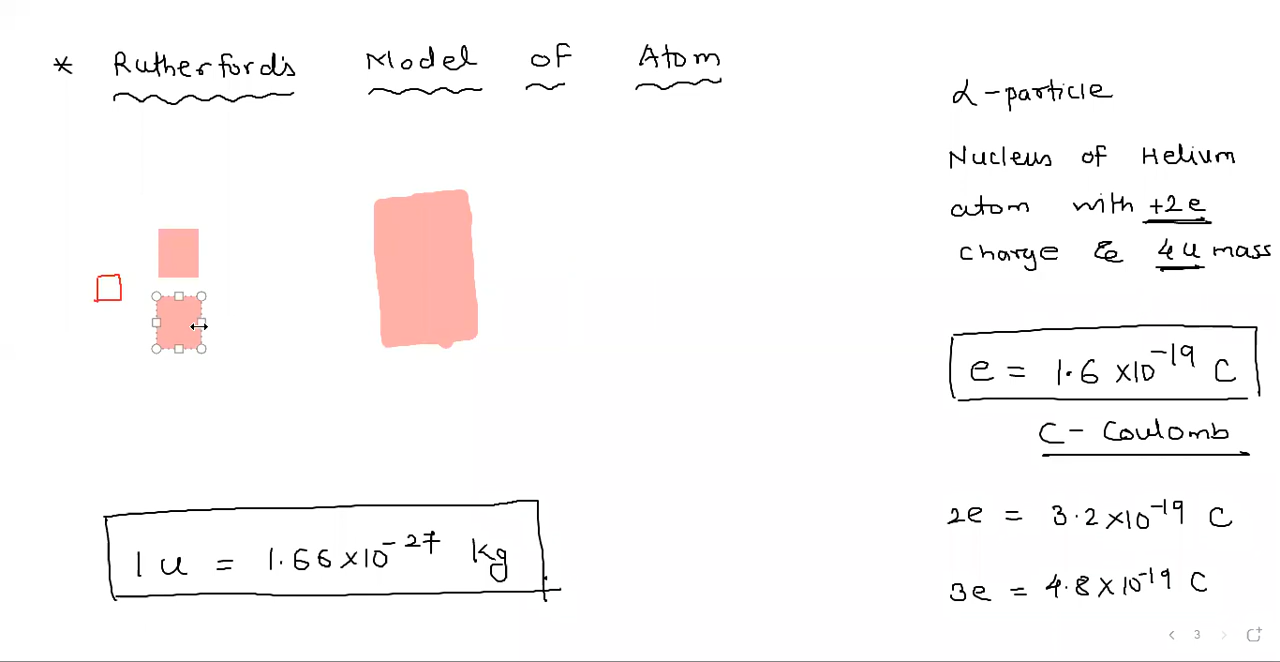 * Rutherford's Model of Atom
α-particle
Nucleus of Helium
atom with +2e
charge & 4u mass
e = 1.6×10⁻¹⁹ C
C - Coulomb
2e = 3.2×10⁻¹⁹ C
3e = 4.8×10⁻¹⁹ C
1 u = 1.66×10⁻²⁷ kg
< 3 >